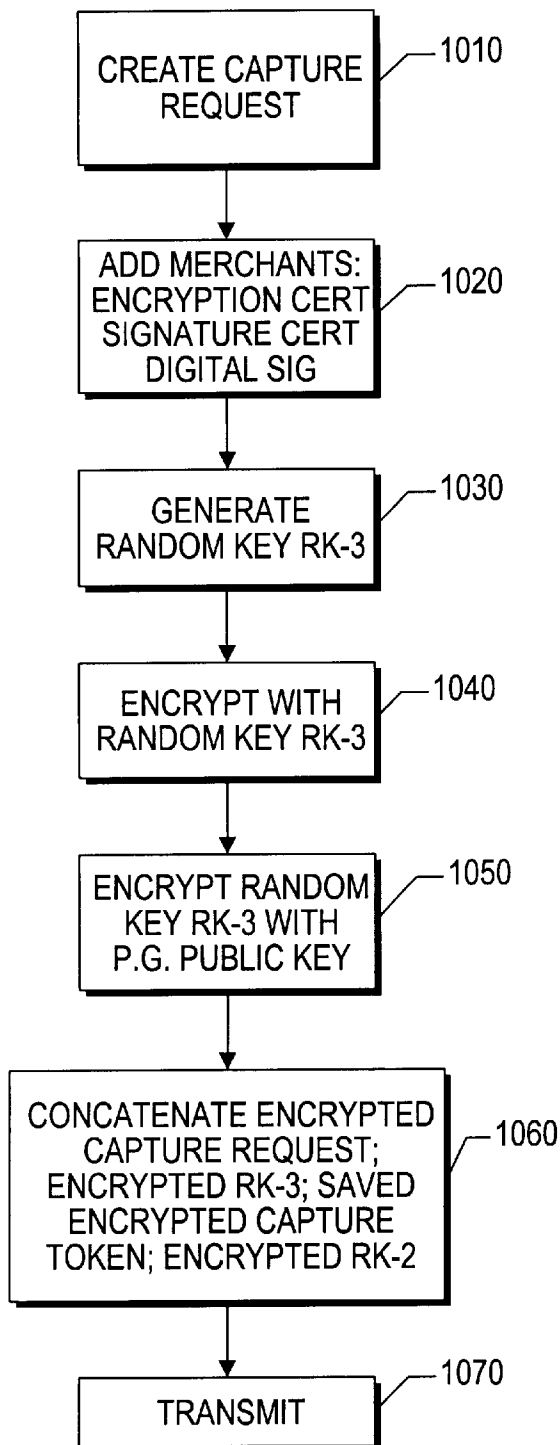 CREATE CAPTURE
REQUEST
1010
ADD MERCHANTS:
ENCRYPTION CERT
SIGNATURE CERT
DIGITAL SIG
1020
GENERATE
RANDOM KEY RK-3
1030
ENCRYPT WITH
RANDOM KEY RK-3
1040
ENCRYPT RANDOM
KEY RK-3 WITH
P.G. PUBLIC KEY
1050
CONCATENATE ENCRYPTED
CAPTURE REQUEST;
ENCRYPTED RK-3; SAVED
ENCRYPTED CAPTURE
TOKEN; ENCRYPTED RK-2
1060
TRANSMIT
1070